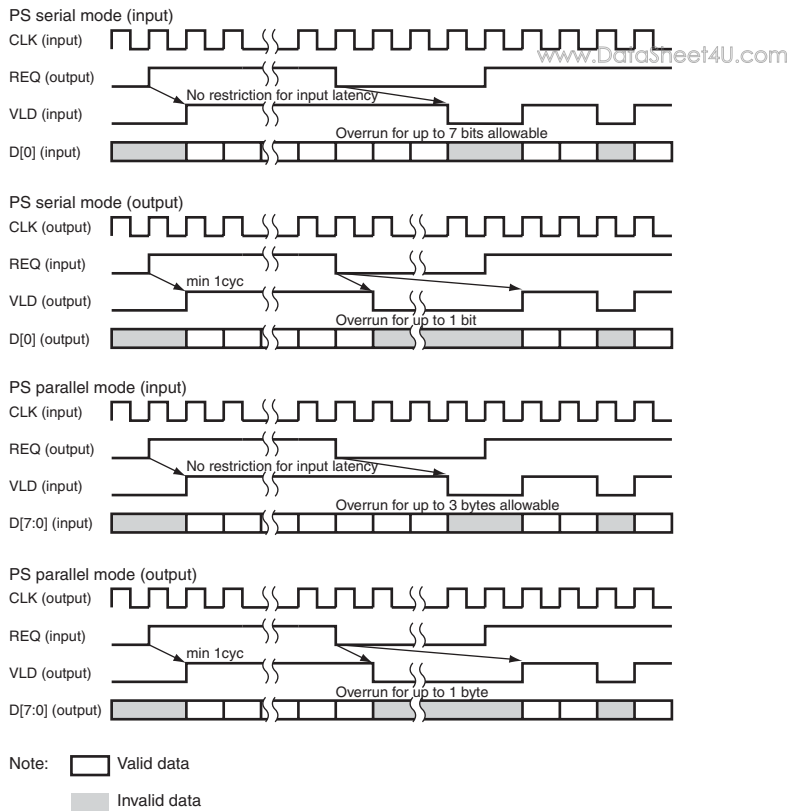 PS serial mode (input)
CLK (input)
www.DataSheet4U.com
REQ (output)
No restriction for input latency
VLD (input)
Overrun for up to 7 bits allowable
D[0] (input)
PS serial mode (output)
CLK (output)
REQ (input)
min 1cyc
VLD (output)
Overrun for up to 1 bit
D[0] (output)
PS parallel mode (input)
CLK (input)
REQ (output)
No restriction for input latency
VLD (input)
Overrun for up to 3 bytes allowable
D[7:0] (input)
PS parallel mode (output)
CLK (output)
REQ (input)
min 1cyc
VLD (output)
Overrun for up to 1 byte
D[7:0] (output)
Note: Valid data
Invalid data